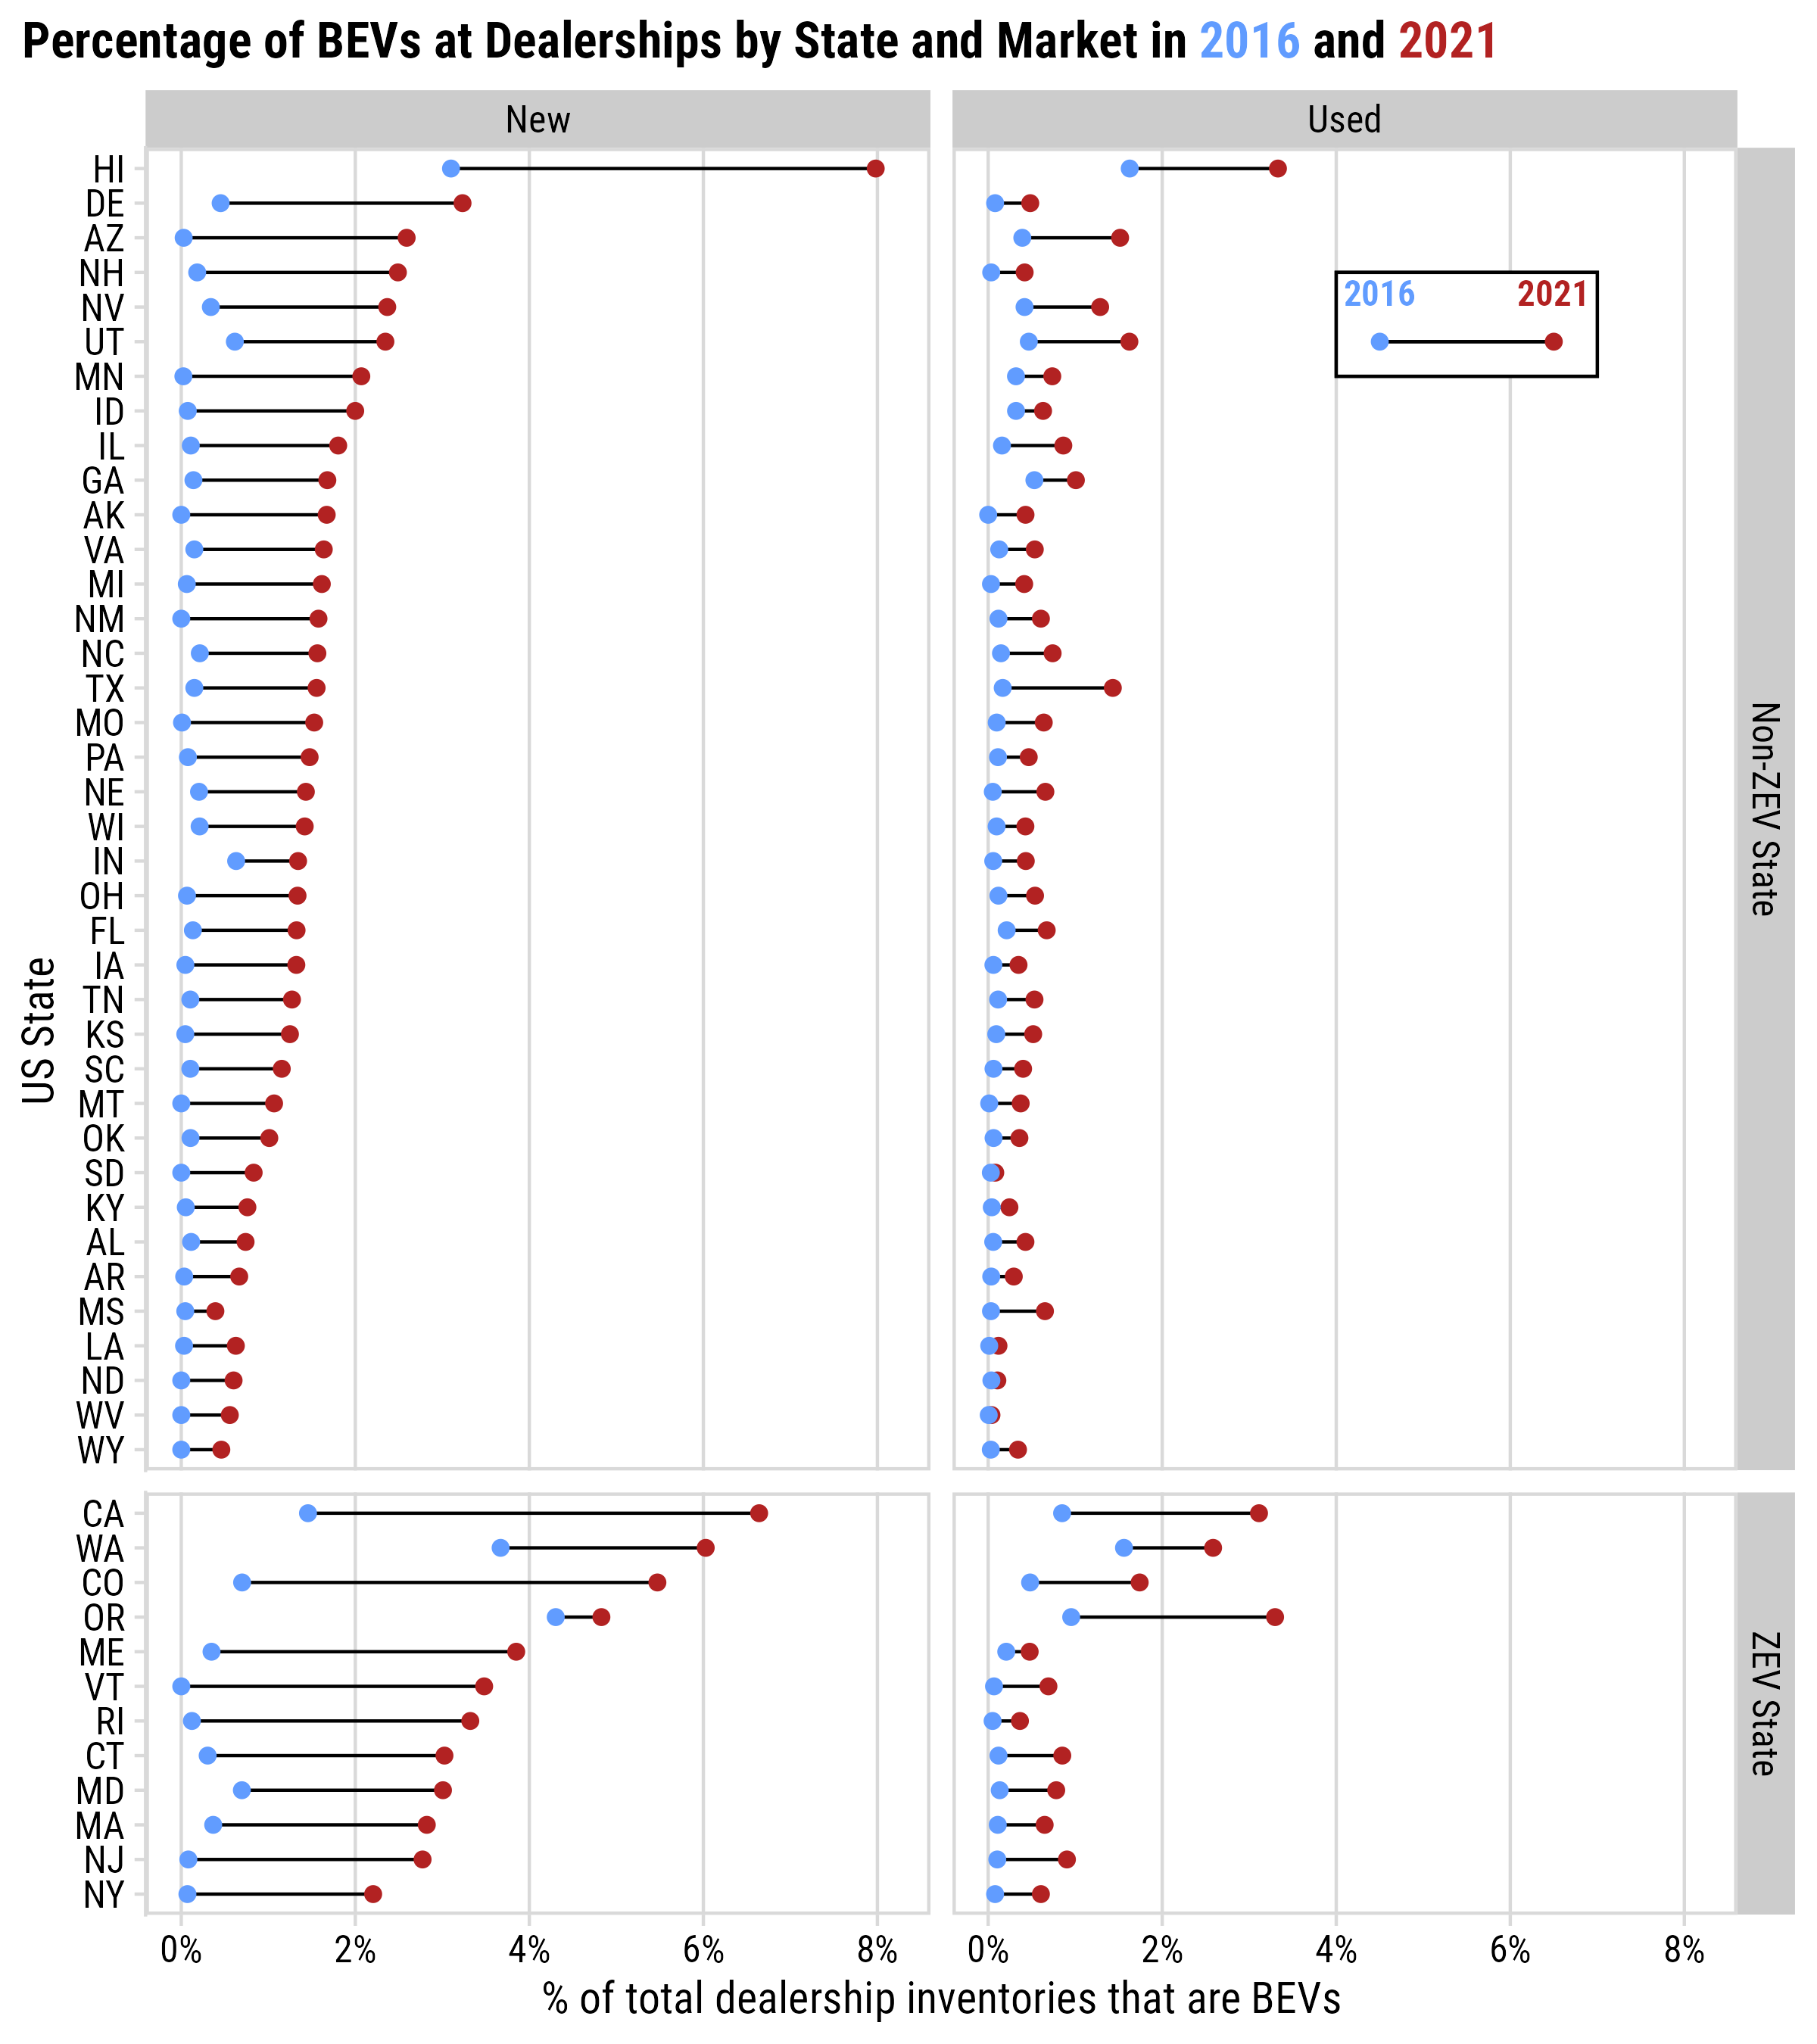 Percentage of BEVs at Dealerships by State and Market in 2016 and 2021
New
Used
HI
DE
AZ
NH
NV
UT
MN
ID
IL
GA
AK
VA
MI
NM
NC
TX
MO
PA
NE
WI
IN
OH
FL
IA
TN
KS
SC
MT
OK
SD
KY
AL
AR
MS
LA
ND
WV
WY
2016 2021
Non-ZEV State
US State
CA
WA
CO
OR
ME
VT
RI
CT
MD
MA
NJ
NY
ZEV State
0% 2% 4% 6% 8%
0% 2% 4% 6% 8%
% of total dealership inventories that are BEVs